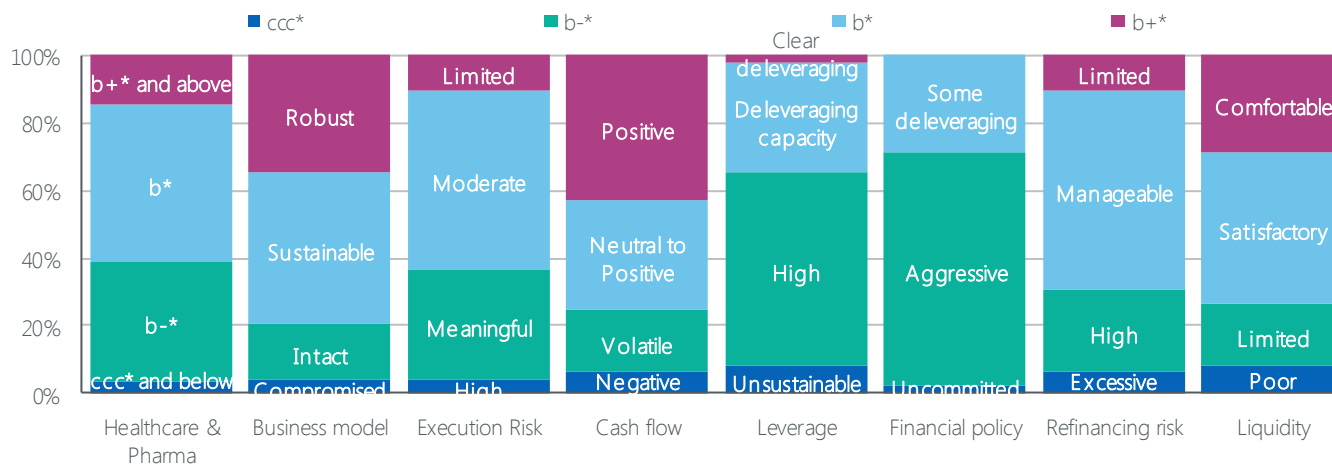 ccc* b-* b* b+*
100%
80%
60%
40%
20%
0%
b+* and above
b*
b-*
ccc* and below
Robust
Sustainable
Intact
Compromised
Limited
Moderate
Meaningful
High
Positive
Neutral to
Positive
Volatile
Negative
Clear
deleveraging
Deleveraging
capacity
High
Unsustainable
Some
deleveraging
Aggressive
Uncommitted
Limited
Manageable
High
Excessive
Comfortable
Satisfactory
Limited
Poor
Healthcare &
Pharma
Business model
Execution Risk
Cash flow
Leverage
Financial policy
Refinancing risk
Liquidity